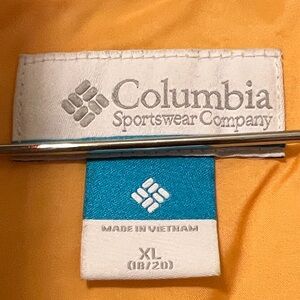 Columbia
Sportswear Company
MADE IN VIETNAM
XL
(18/20)